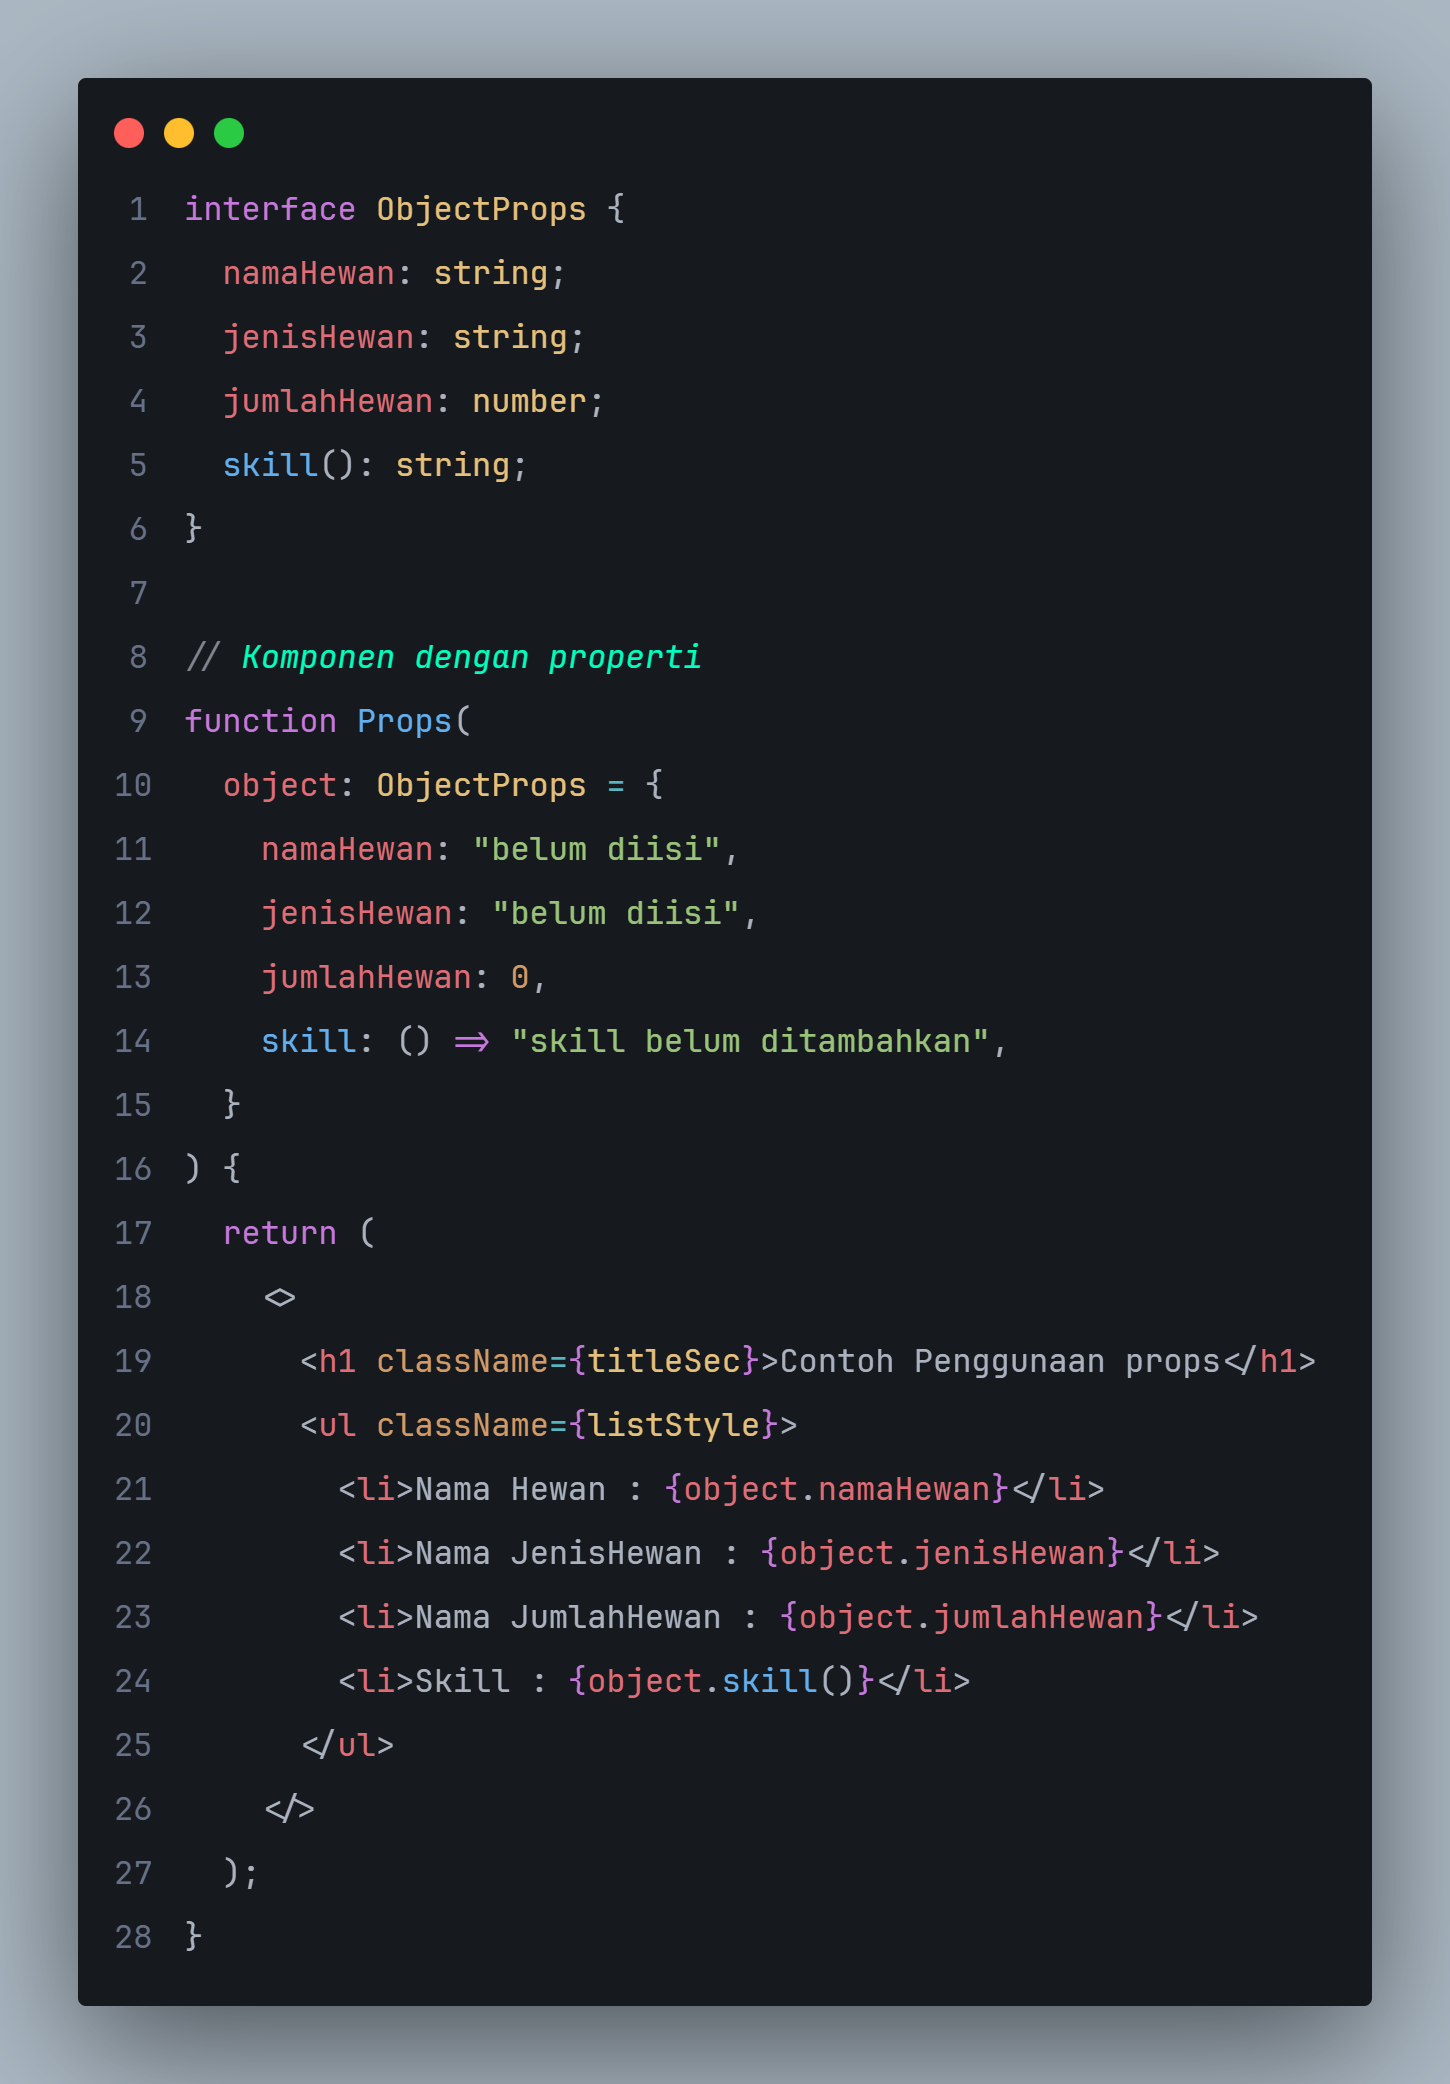 1 interface ObjectProps {
2   namaHewan: string;
3   jenisHewan: string;
4   jumlahHewan: number;
5   skill(): string;
6 }
7
8 // Komponen dengan properti
9 function Props(
10   object: ObjectProps = {
11     namaHewan: "belum diisi",
12     jenisHewan: "belum diisi",
13     jumlahHewan: 0,
14     skill: () => "skill belum ditambahkan",
15   }
16 ) {
17   return (
18     <>
19       <h1 className={titleSec}>Contoh Penggunaan props</h1>
20       <ul className={listStyle}>
21         <li>Nama Hewan : {object.namaHewan}</li>
22         <li>Nama JenisHewan : {object.jenisHewan}</li>
23         <li>Nama JumlahHewan : {object.jumlahHewan}</li>
24         <li>Skill : {object.skill()}</li>
25       </ul>
26     </>
27   );
28 }